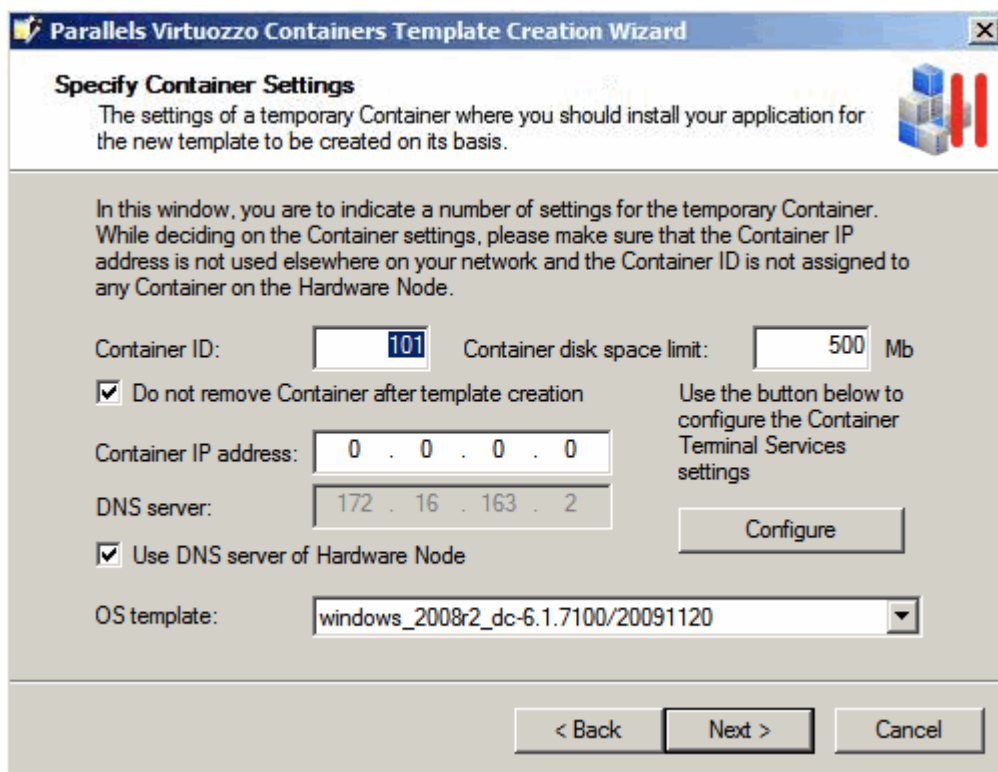 Parallels Virtuozzo Containers Template Creation Wizard
Specify Container Settings
The settings of a temporary Container where you should install your application for
the new template to be created on its basis.
In this window, you are to indicate a number of settings for the temporary Container.
While deciding on the Container settings, please make sure that the Container IP
address is not used elsewhere on your network and the Container ID is not assigned to
any Container on the Hardware Node.
Container ID: 101 Container disk space limit: 500 Mb
Do not remove Container after template creation
Use the button below to
configure the Container
Terminal Services
settings
Container IP address: 0 . 0 . 0 . 0
DNS server: 172 . 16 . 163 . 2
Configure
Use DNS server of Hardware Node
OS template: windows_2008r2_dc-6.1.7100/20091120
< Back Next > Cancel